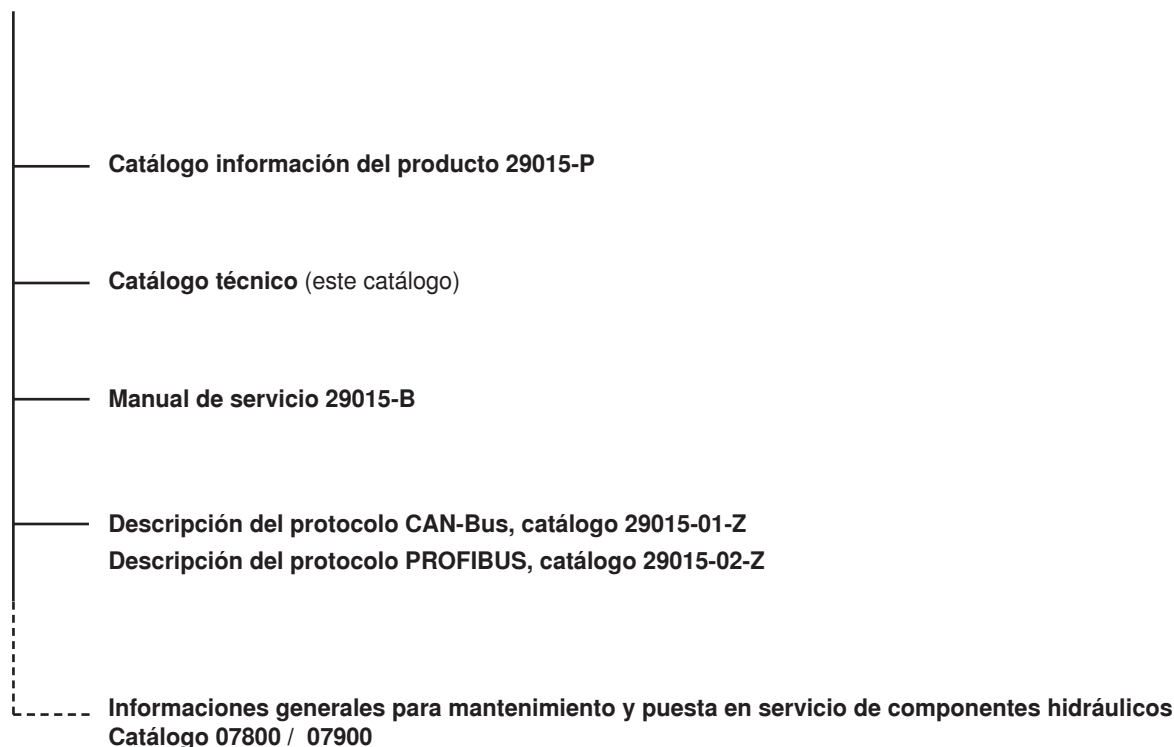 Catálogo información del producto 29015-P
Catálogo técnico (este catálogo)
Manual de servicio 29015-B
Descripción del protocolo CAN-Bus, catálogo 29015-01-Z
Descripción del protocolo PROFIBUS, catálogo 29015-02-Z
Informaciones generales para mantenimiento y puesta en servicio de componentes hidráulicos
Catálogo 07800 / 07900